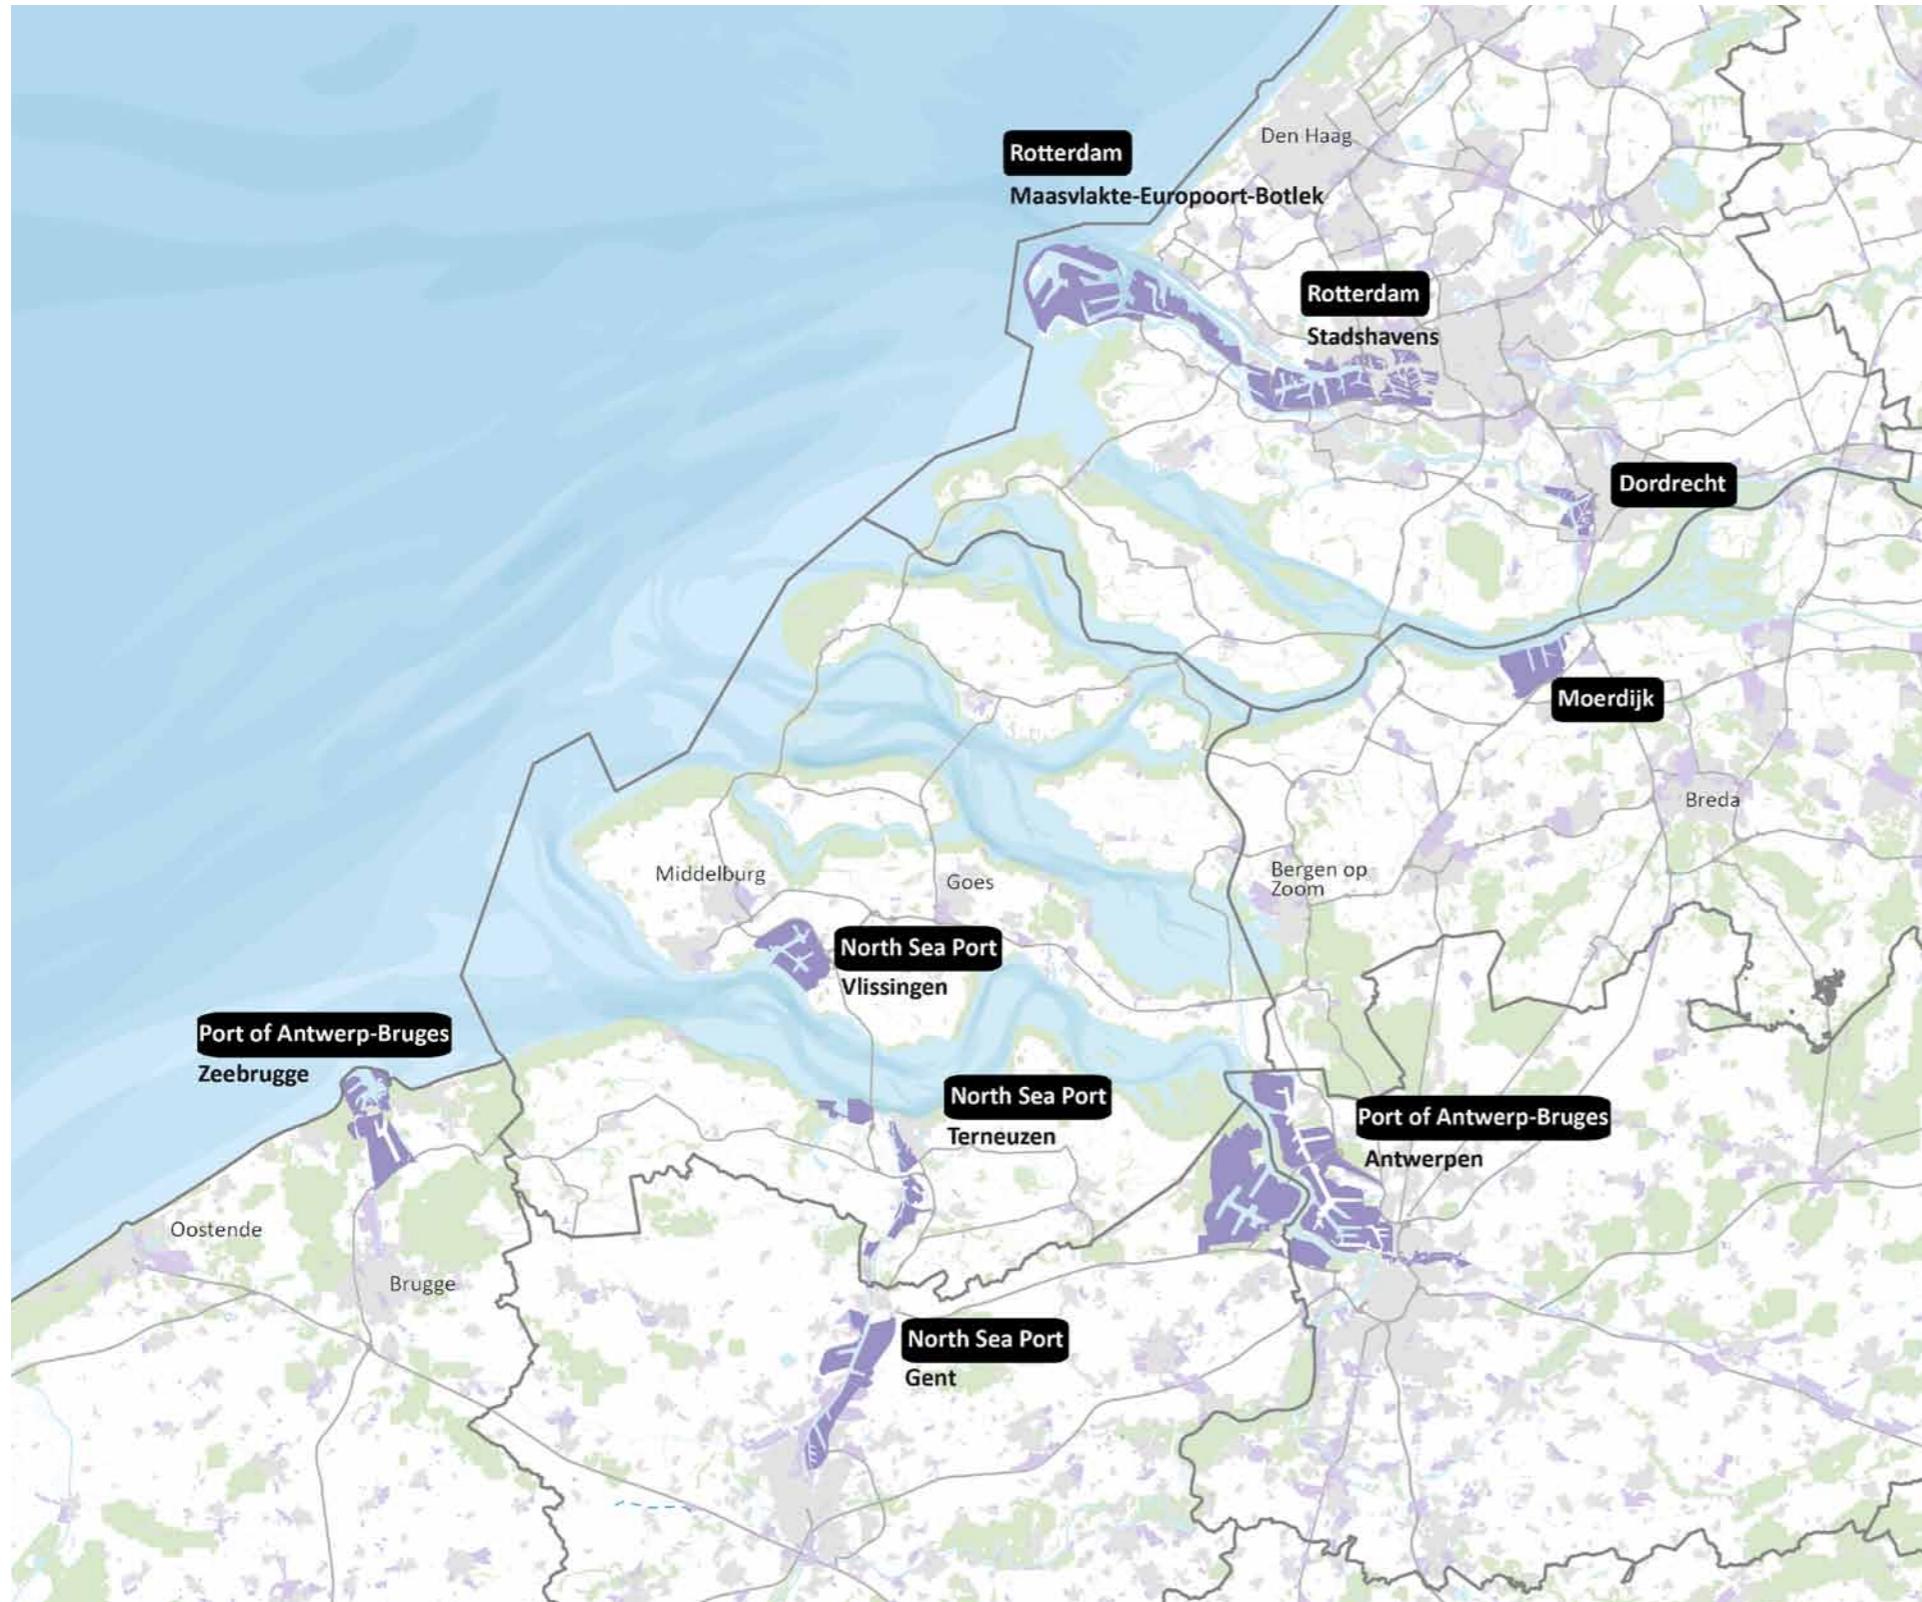 Den Haag
Rotterdam
Maasvlakte-Europoort-Botlek
Rotterdam
Stadshavens
Dordrecht
Moerdijk
Breda
Middelburg
Goes
Bergen op
Zoom
North Sea Port
Vlissingen
Port of Antwerp-Bruges
Zeebrugge
North Sea Port
Terneuzen
Port of Antwerp-Bruges
Antwerpen
Oostende
Brugge
North Sea Port
Gent